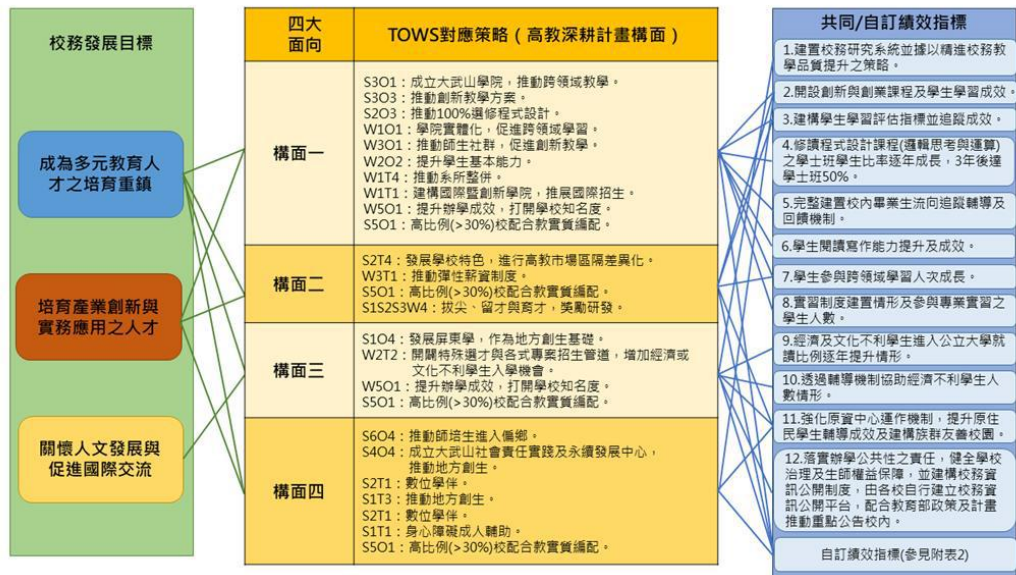 校務發展目標
成為多元教育人
才之培育重鎮
培育產業創新與
實務應用之人才
關懷人文發展與
促進國際交流
四大
面向
TOWS對應策略（高教深耕計畫構面）
構面一
S3O1：成立大武山學院，推動跨領域教學。
S3O3：推動創新教學方案。
S2O3：推動100%選修程式設計。
W1O1：學院實體化，促進跨領域學習。
W3O1：推動師生社群，促進創新教學。
W2O2：提升學生基本能力。
W1T4：推動系所整併。
W1T1：建構國際暨創新學院，推展國際招生。
W5O1：提升辦學成效，打開學校知名度。
S5O1：高比例(>30%)校配合款實質編配。
構面二
S2T4：發展學校特色，進行高教市場區隔差異化。
W3T1：推動彈性薪資制度。
S5O1：高比例(>30%)校配合款實質編配。
S1S2S3W4：拔尖、留才與育才，獎勵研發。
構面三
S1O4：發展屏東學，作為地方創生基礎。
W2T2：開闢特殊選才與各式專案招生管道，增加經濟或
文化不利學生入學機會。
W5O1：提升辦學成效，打開學校知名度。
S5O1：高比例(>30%)校配合款實質編配。
構面四
S6O4：推動師培生進入偏鄉。
S4O4：成立大武山社會責任實踐及永續發展中心，
推動地方創生。
S2T1：數位學伴。
S1T3：推動地方創生。
S2T1：數位學伴。
S1T1：身心障礙成人輔助。
S5O1：高比例(>30%)校配合款實質編配。
共同/自訂績效指標
1.建置校務研究系統並據以精進校務教
學品質提升之策略。
2.開設創新與創業課程及學生學習成效。
3.建構學生學習評估指標並追蹤成效。
4.修讀程式設計課程(邏輯思考與運算)
之學士班學生比率逐年成長，3年後達
學士班50%。
5.完整建置校內畢業生流向追蹤輔導及
回饋機制。
6.學生閱讀寫作能力提升及成效。
7.學生參與跨領域學習人次成長。
8.實習制度建置情形及參與專業實習之
學生人數。
9.經濟及文化不利學生進入公立大學就
讀比例逐年提升情形。
10.透過輔導機制協助經濟不利學生人
數情形。
11.強化原資中心運作機制，提升原住
民學生輔導成效及建構族群友善校園。
12.落實辦學公共性之責任，健全學校
治理及生師權益保障，並建構校務資
訊公開制度，由各校自行建立校務資
訊公開平台，配合教育部政策及計畫
推動重點公告校內。
自訂績效指標(參見附表2)